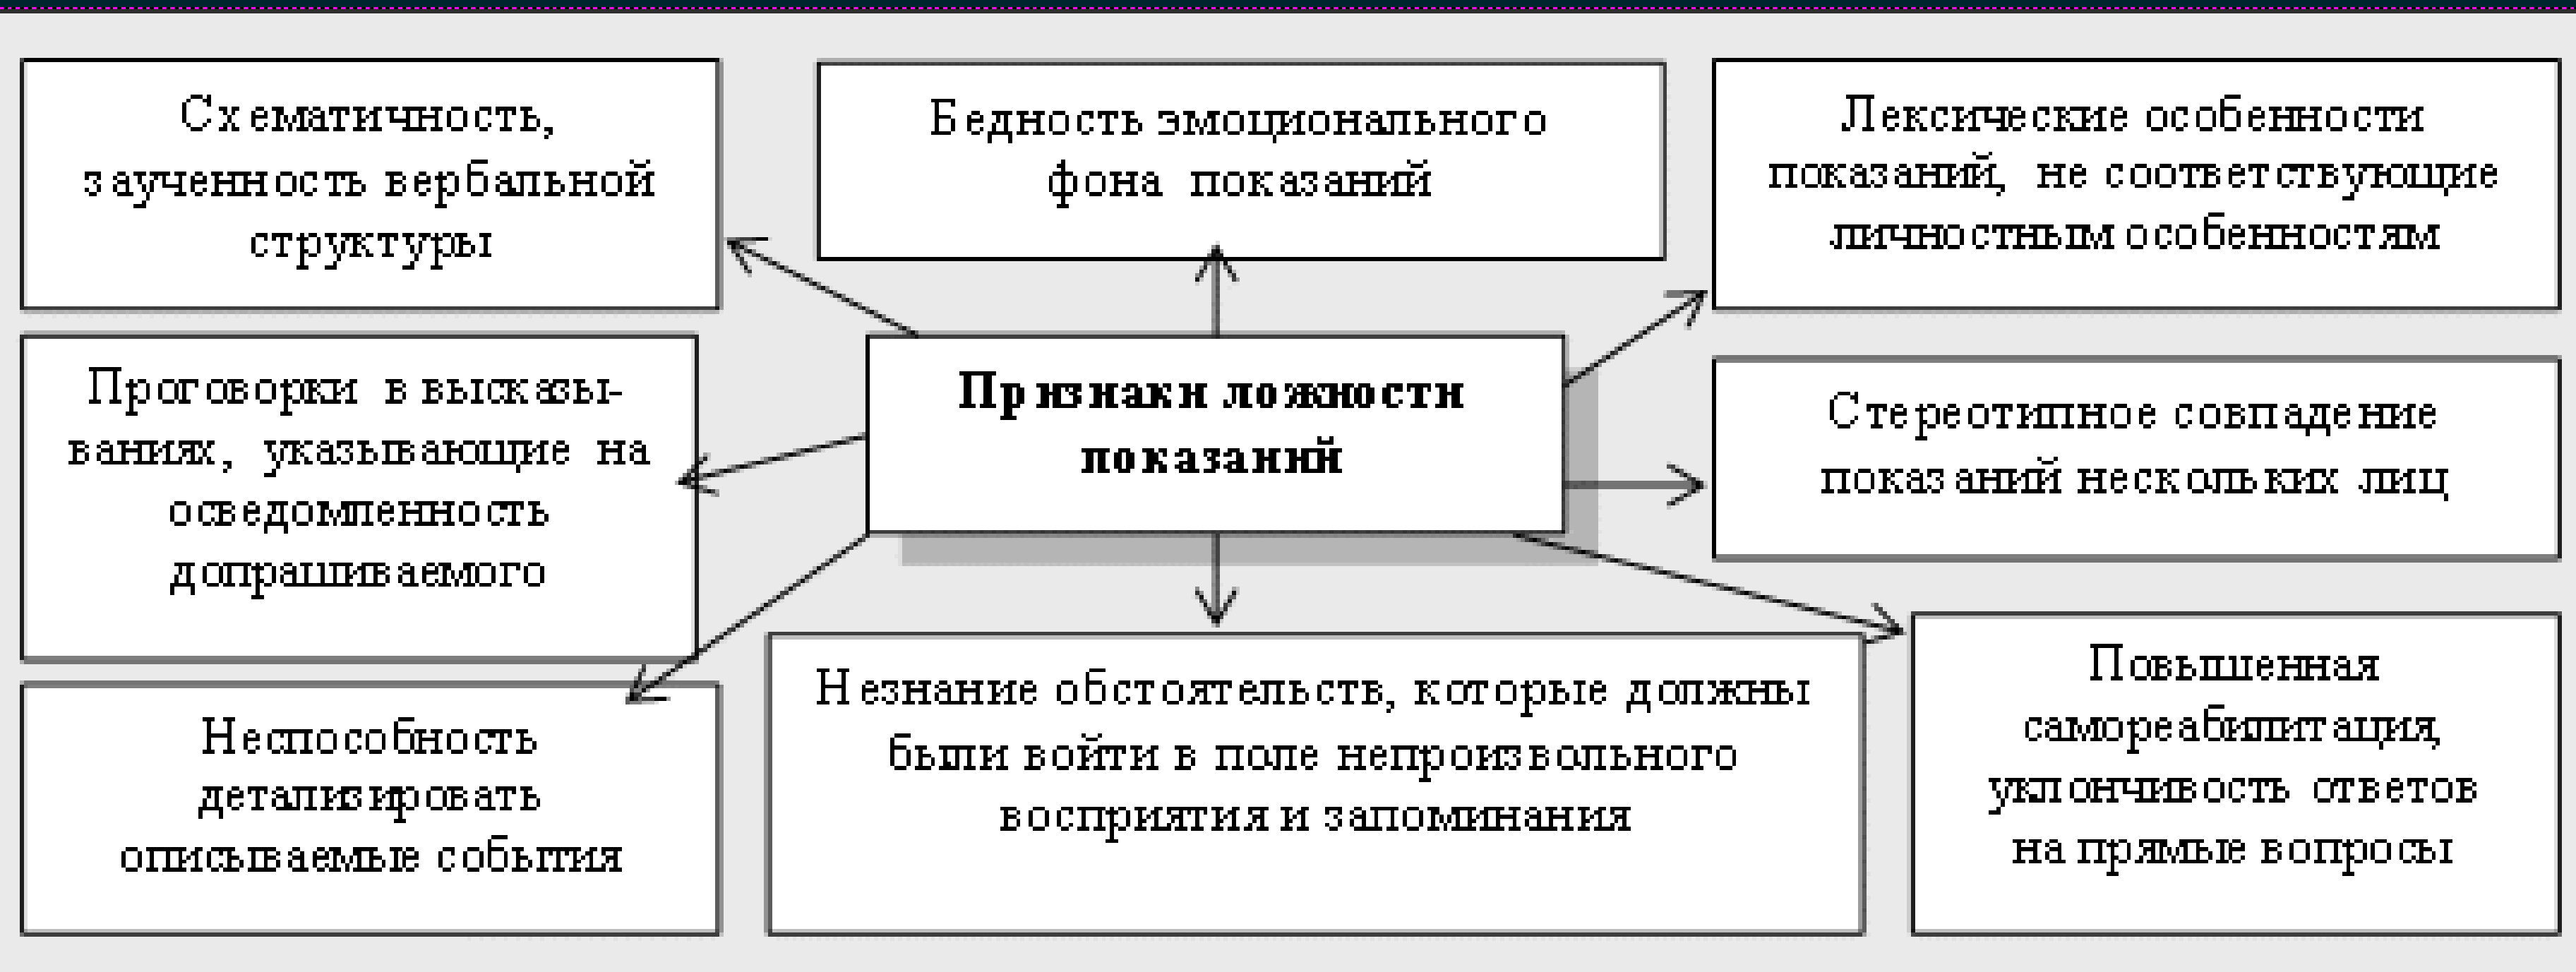 Схематичность,
заученность вербальной
структуры
Бедность эмоционального
фона показаний
Лексические особенности
показаний, не соответствующие
личностным особенностям
Проговорки в высказы-
ваниях, указывающие на
осведомленность
допрашиваемого
Признаки ложности
показаний
Стереотипное совпадение
показаний нескольких лиц
Неспособность
детализировать
описываемые события
Незнание обстоятельств, которые должны
были войти в поле непроизвольного
восприятия и запоминания
Повышенная
самореабилитация,
уклончивость ответов
на прямые вопросы